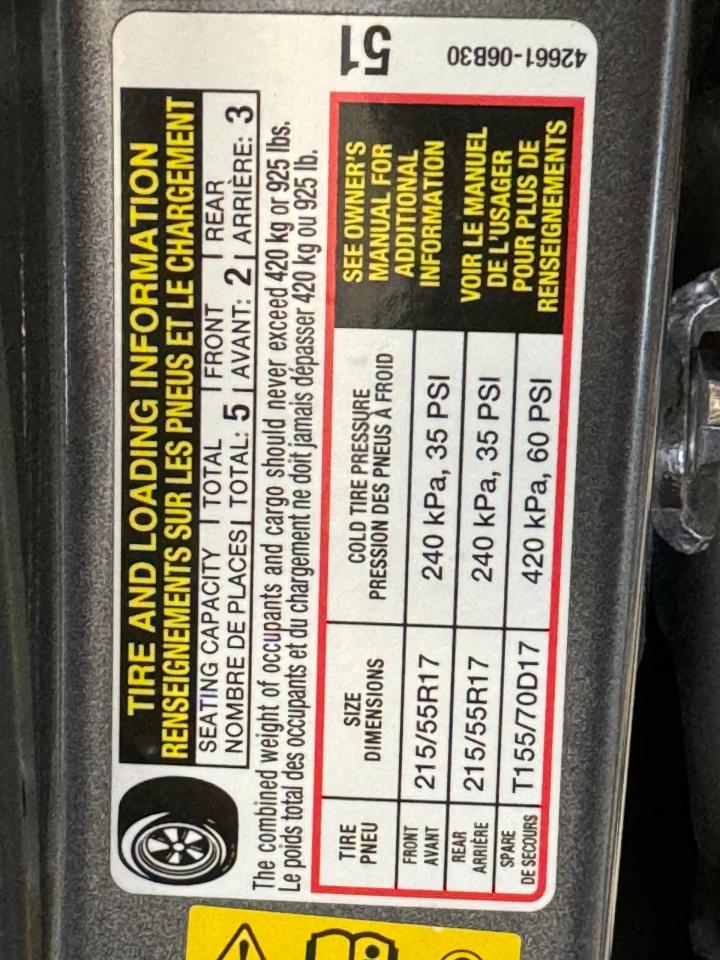 TIRE AND LOADING INFORMATION
RENSEIGNEMENTS SUR LES PNEUS ET LE CHARGEMENT
SEATING CAPACITY | TOTAL | FRONT | REAR
NOMBRE DE PLACES | TOTAL: 5 | AVANT: 2 | ARRIÈRE: 3
The combined weight of occupants and cargo should never exceed 420 kg or 925 lbs.
Le poids total des occupants et du chargement ne doit jamais dépasser 420 kg ou 925 lb.
TIRE
PNEU
SIZE
DIMENSIONS
COLD TIRE PRESSURE
PRESSION DES PNEUS À FROID
FRONT
AVANT
215/55R17
240 kPa, 35 PSI
REAR
ARRIÈRE
215/55R17
240 kPa, 35 PSI
SPARE
DE SECOURS
T155/70D17
420 kPa, 60 PSI
SEE OWNER'S
MANUAL FOR
ADDITIONAL
INFORMATION
VOIR LE MANUEL
DE L'USAGER
POUR PLUS DE
RENSEIGNEMENTS
51
42661-06B30